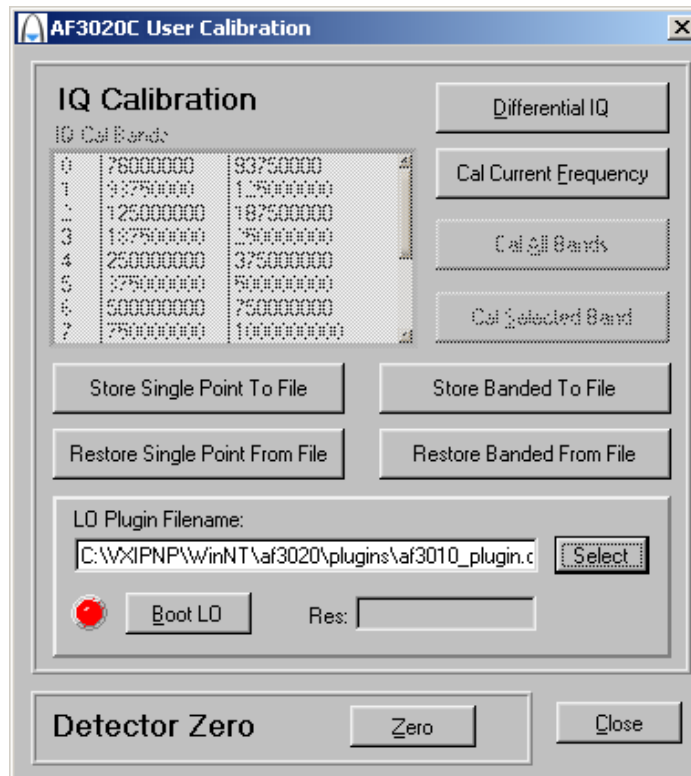 AF3020C User Calibration
IQ Calibration
IQ Cal Bands
0 76000000 93750000
1 93750000 125000000
2 125000000 187500000
3 187500000 250000000
4 250000000 375000000
5 375000000 500000000
6 500000000 750000000
7 750000000 1000000000
Differential IQ
Cal Current Frequency
Cal All Bands
Cal Selected Band
Store Single Point To File
Store Banded To File
Restore Single Point From File
Restore Banded From File
LO Plugin Filename:
C:\VXIPNP\WinNT\af3020\plugins\af3010_plugin.c
Select
Boot LO
Res:
Detector Zero
Zero
Close